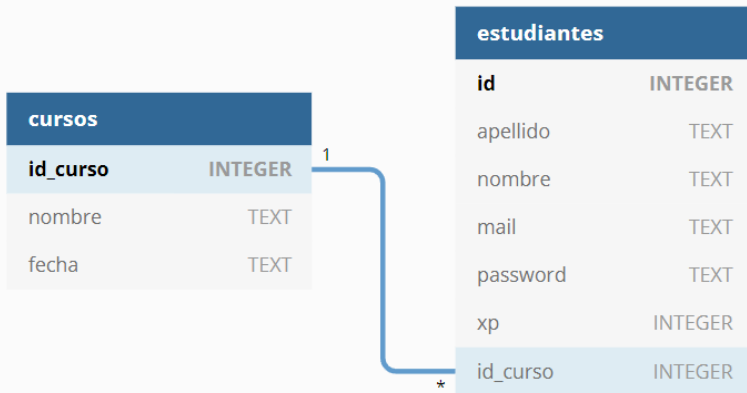 cursos
id_curso INTEGER
nombre TEXT
fecha TEXT
1
*
estudiantes
id INTEGER
apellido TEXT
nombre TEXT
mail TEXT
password TEXT
xp INTEGER
id_curso INTEGER